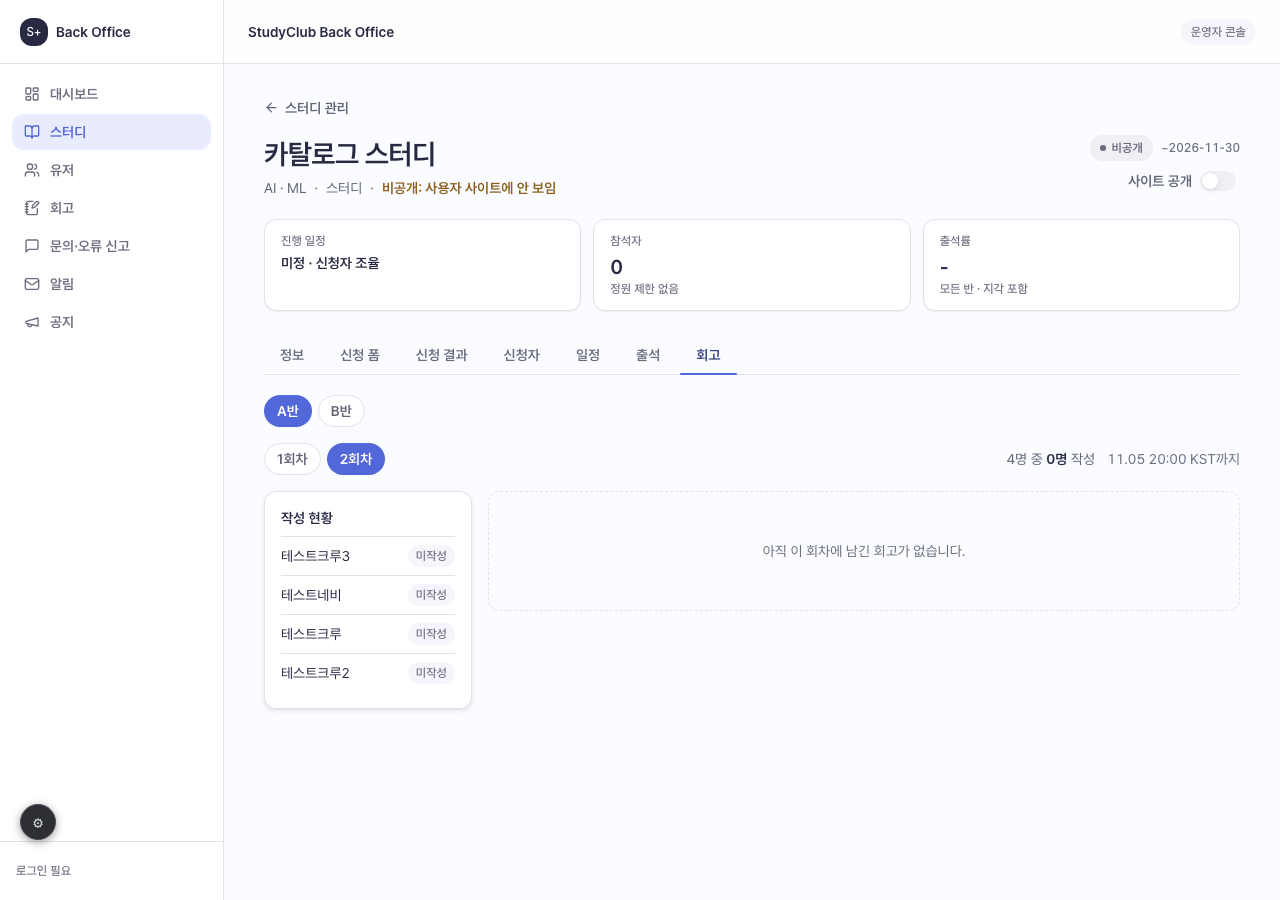 S+ Back Office
StudyClub Back Office
운영자 콘솔
대시보드
스터디
유저
회고
문의·오류 신고
알림
공지
로그인 필요
스터디 관리
카탈로그 스터디
비공개 ~2026-11-30
AI · ML · 스터디 · 비공개: 사용자 사이트에 안 보임
사이트 공개
진행 일정
미정 · 신청자 조율
참석자
0
정원 제한 없음
출석률
-
모든 반 · 지각 포함
정보 신청 폼 신청 결과 신청자 일정 출석 회고
A반 B반
1회차 2회차
4명 중 0명 작성 11.05 20:00 KST까지
작성 현황
테스트크루3 미작성
테스트네비 미작성
테스트크루 미작성
테스트크루2 미작성
아직 이 회차에 남긴 회고가 없습니다.